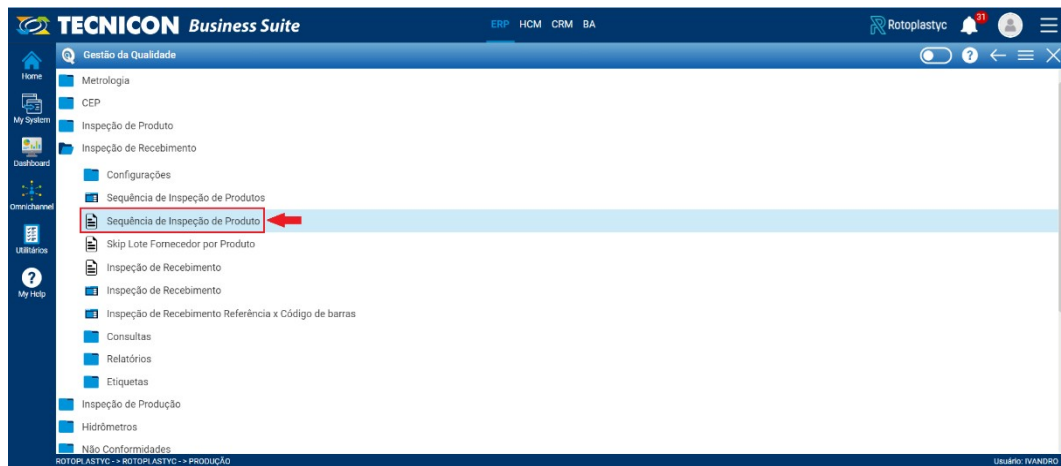 TECNICON Business Suite
ERP HCM CRM BA
Rotoplastyc
31
Gestão da Qualidade
?
Home
My System
Dashboard
Omnichannel
Utilitários
?
My Help
Metrologia
CEP
Inspeção de Produto
Inspeção de Recebimento
Configurações
Sequência de Inspeção de Produtos
Sequência de Inspeção de Produto
Skip Lote Fornecedor por Produto
Inspeção de Recebimento
Inspeção de Recebimento
Inspeção de Recebimento Referência x Código de barras
Consultas
Relatórios
Etiquetas
Inspeção de Produção
Hidrômetros
Não Conformidades
ROTOPLASTYC -> ROTOPLASTYC -> PRODUÇÃO
Usuário: IVANDRO